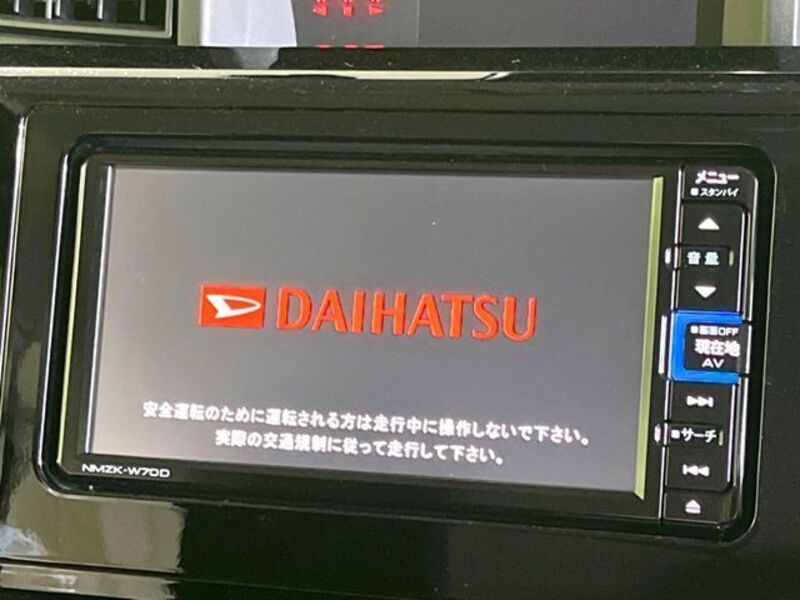 DAIHATSU
安全運転のために運転される方は走行中に操作しないで下さい。
実際の交通規制に従って走行して下さい。
NMZK-W70D
メニュー
スタンバイ
音量
画面OFF
現在地
AV
サーチ